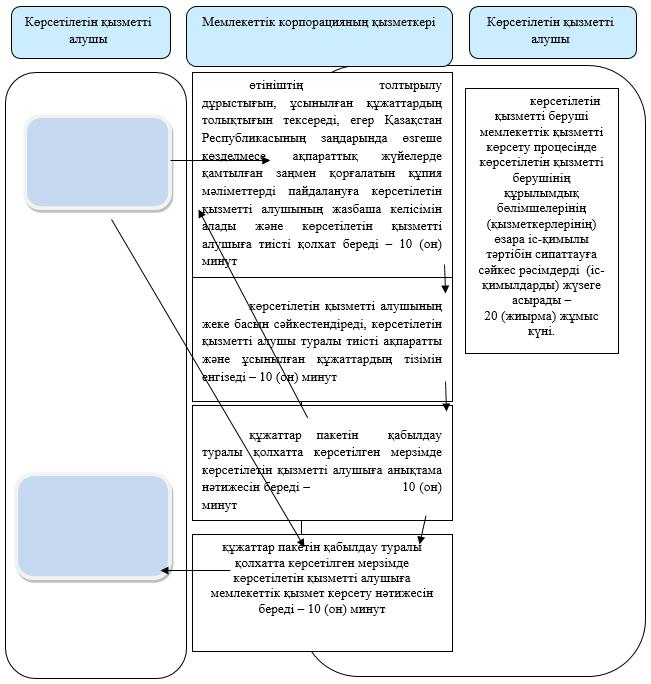 Көрсетілетін қызметті
алушы
Мемлекеттік корпорацияның қызметкері
Көрсетілетін қызметті
алушы
өтініштің толтырылу
дұрыстығын, ұсынылған құжаттардың
толықтығын тексереді, егер Қазақстан
Республикасының заңдарында өзгеше
көзделмесе, ақпараттық жүйелерде
қамтылған заңмен қорғалатын құпия
мәліметтерді пайдалануға көрсетілетін
қызметті алушының жазбаша келісімін
алады және көрсетілетін қызметті
алушыға тиісті қолхат береді – 10 (он)
минут
көрсетілетін қызметті алушының
жеке басын сәйкестендіреді, көрсетілетін
қызметті алушы туралы тиісті ақпаратты
және ұсынылған құжаттардың тізімін
енгізеді – 10 (он) минут
құжаттар пакетін қабылдау
туралы қолхатта көрсетілген мерзімде
көрсетілетін қызметті алушыға анықтама
нәтижесін береді – 10 (он)
минут
құжаттар пакетін қабылдау туралы
қолхатта көрсетілген мерзімде
көрсетілетін қызметті алушыға
мемлекеттік қызмет көрсету нәтижесін
береді – 10 (он) минут
көрсетілетін
қызметті беруші
мемлекеттік қызметті
көрсету процесінде
көрсетілетін қызметті
берушінің
құрылымдық
бөлімшелерінің
(қызметкерлерінің)
өзара іс-қимылы
тәртібін сипаттауға
сәйкес рәсімдерді (іс-
қимылдарды) жүзеге
асырады –
20 (жиырма) жұмыс
күні.